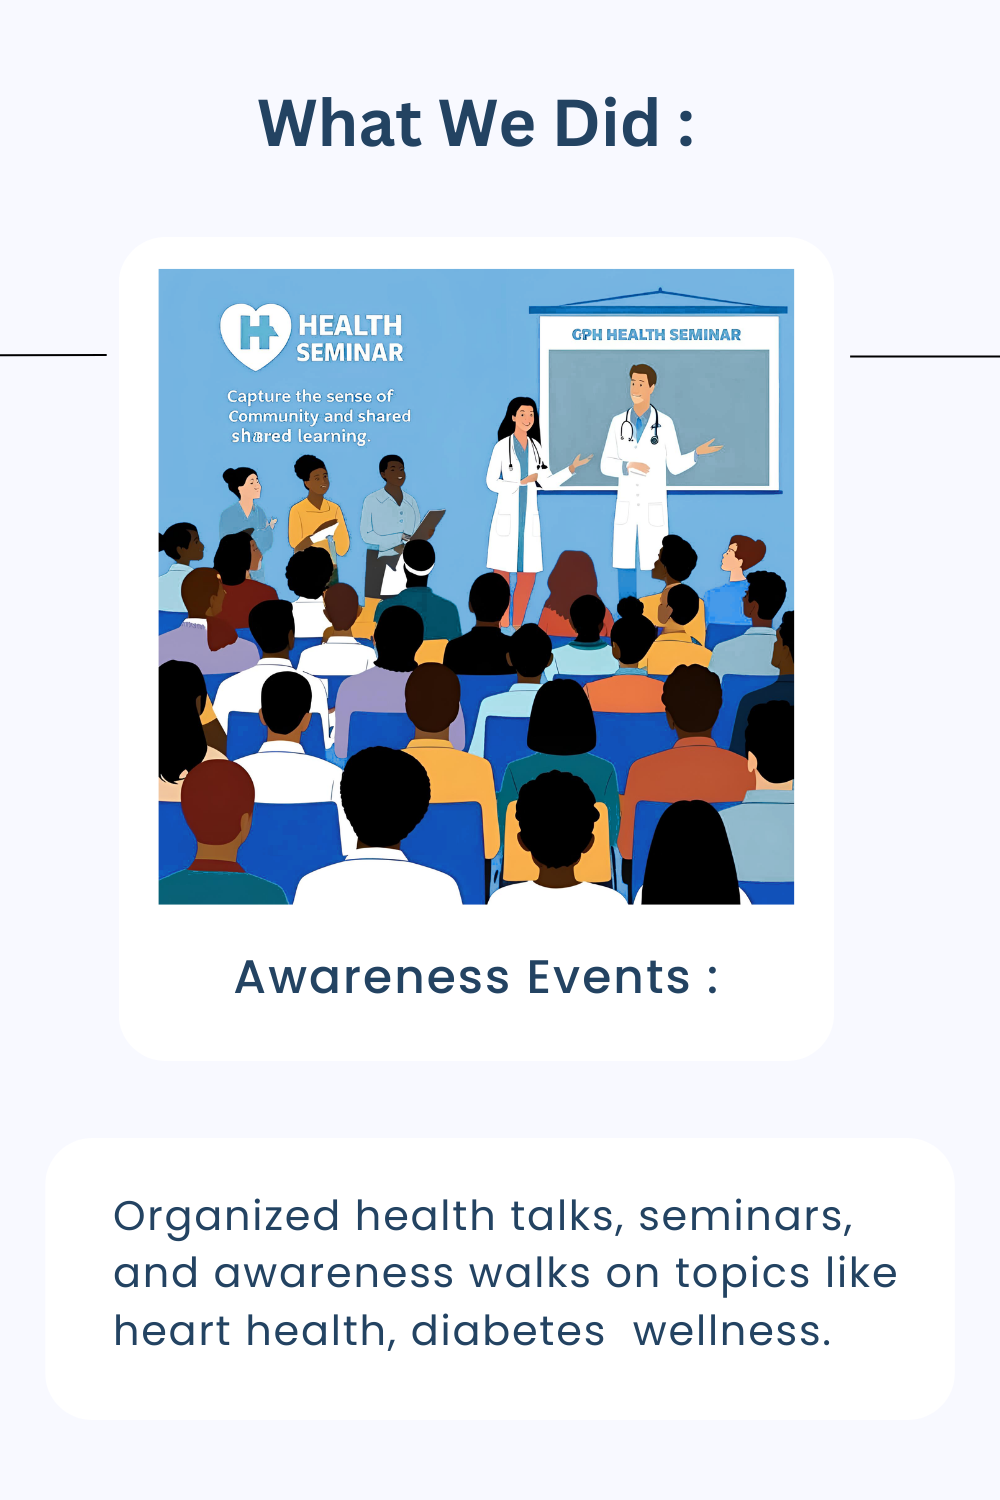 What We Did :
HEALTH
SEMINAR
Capture the sense of
Community and shared
shared learning.
GPH HEALTH SEMINAR
Awareness Events :
Organized health talks, seminars,
and awareness walks on topics like
heart health, diabetes  wellness.